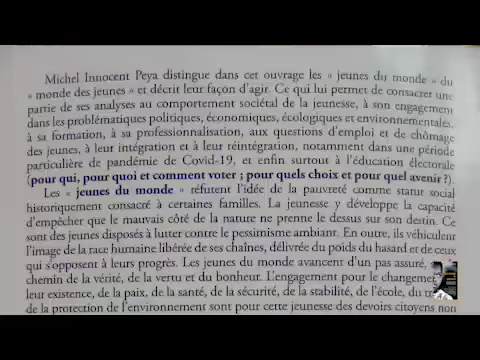 Michel Innocent Peya distingue dans cet ouvrage les « jeunes du monde » du
« monde des jeunes » et décrit leur façon d'agir. Ce qui lui permet de consacrer une
partie de ses analyses au comportement sociétal de la jeunesse, à son engagement
dans les problématiques politiques, économiques, écologiques et environnementales,
à sa formation, à sa professionnalisation, aux questions d'emploi et de chômage
des jeunes, à leur intégration et à leur réintégration, notamment dans une période
particulière de pandémie de Covid-19, et enfin surtout à l'éducation électorale
(pour qui, pour quoi et comment voter ; pour quels choix et pour quel avenir ?).
Les « jeunes du monde » réfutent l'idée de la pauvreté comme statut social
historiquement consacré à certaines familles. La jeunesse y développe la capacité
d'empêcher que le mauvais côté de la nature ne prenne le dessus sur son destin. Ce
sont des jeunes disposés à lutter contre le pessimisme ambiant. En outre, ils véhiculent
l'image de la race humaine libérée de ses chaînes, délivrée du poids du hasard et de ceux
qui s'opposent à leurs progrès. Les jeunes du monde avancent d'un pas assuré,
chemin de la vérité, de la vertu et du bonheur. L'engagement pour le changeme
leur existence, de la paix, de la santé, de la sécurité, de la stabilité, de l'école, du
de la protection de l'environnement sont pour cette jeunesse des devoirs citoyens non